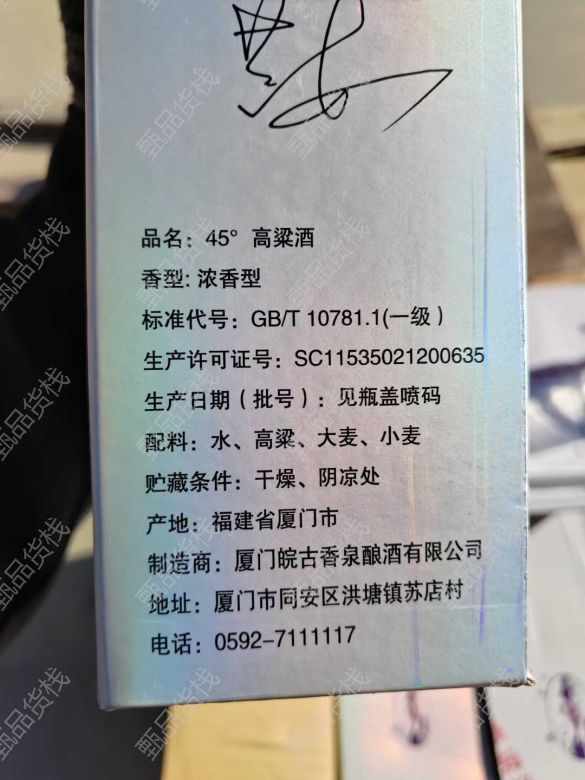 品名：45° 高粱酒
香型: 浓香型
标准代号：GB/T 10781.1(一级）
生产许可证号：SC11535021200635
生产日期（批号）：见瓶盖喷码
配料：水、高粱、大麦、小麦
贮藏条件：干燥、阴凉处
产地：福建省厦门市
制造商：厦门皖古香泉酿酒有限公司
地址：厦门市同安区洪塘镇苏店村
电话：0592-7111117
甄品货栈